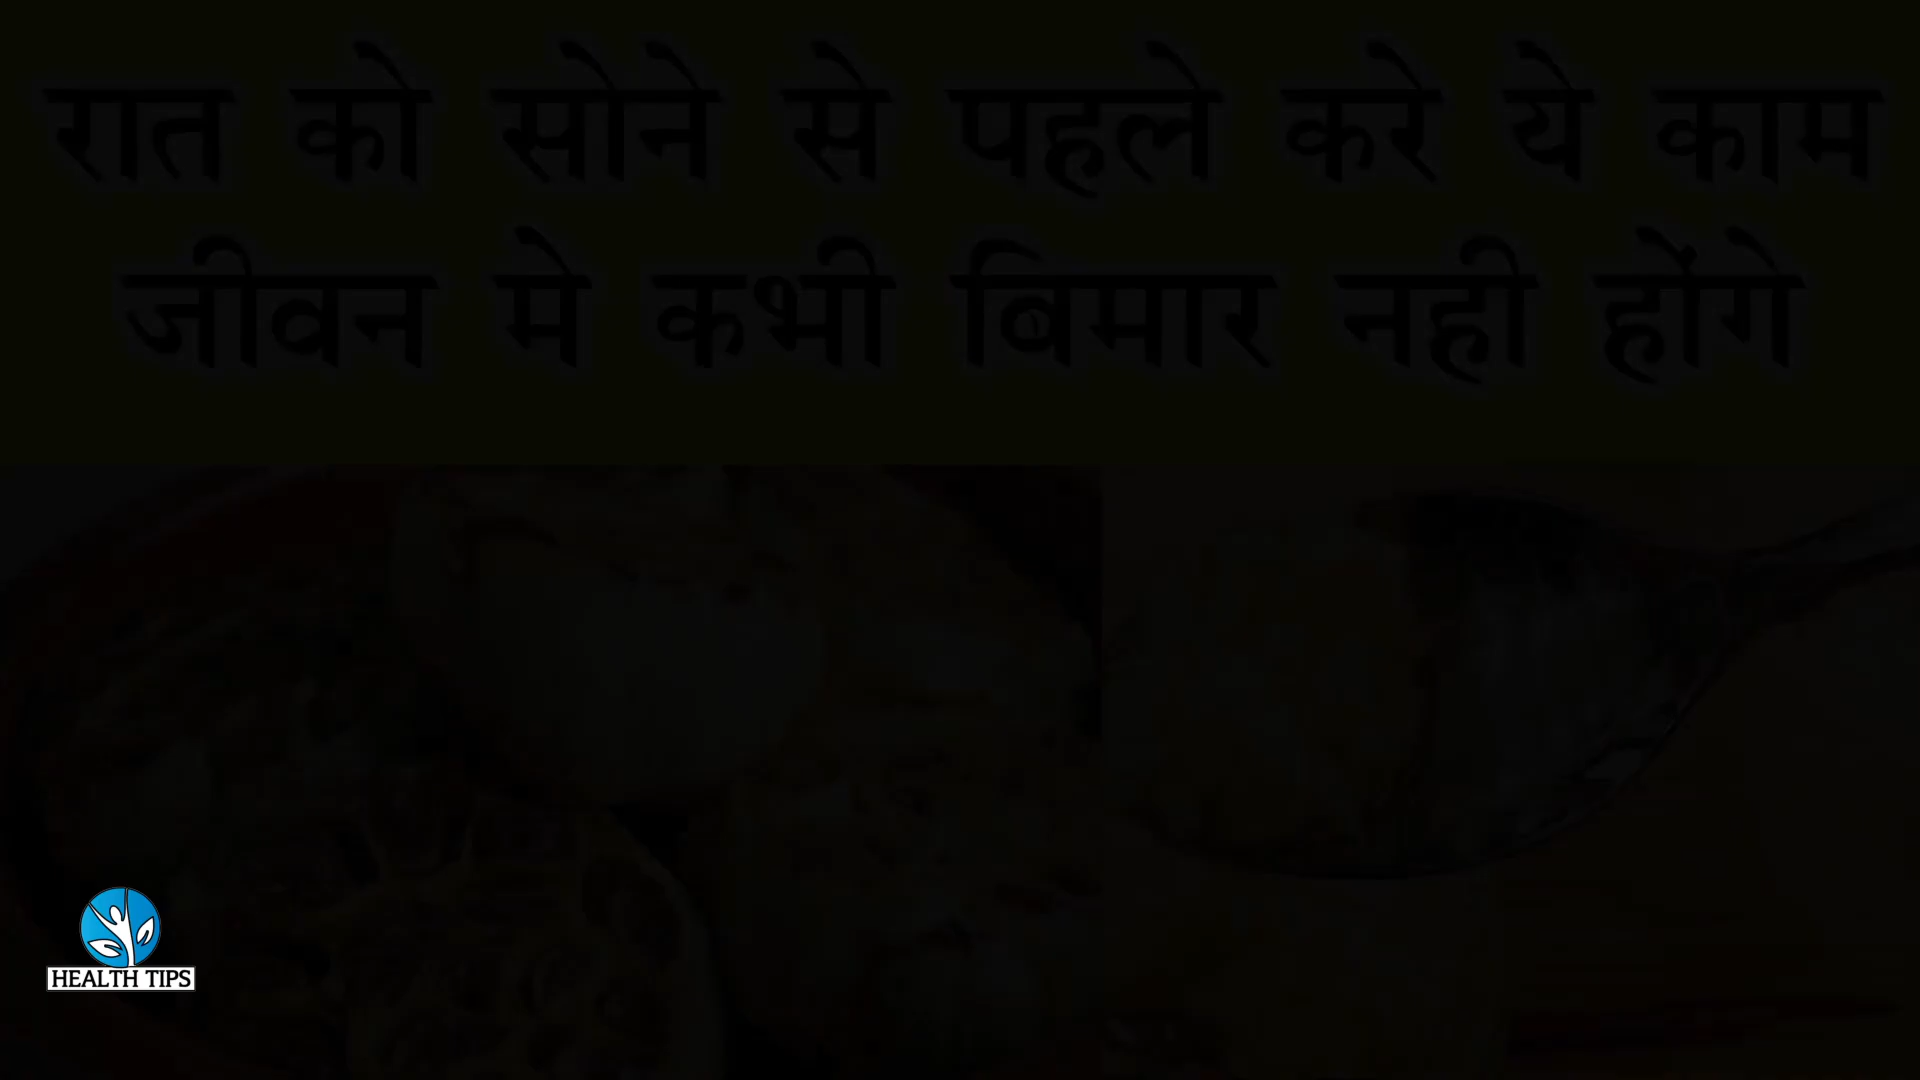 रात को सोने से पहले करे ये काम
जीवन मे कभी बिमार नही होंगे
HEALTH TIPS